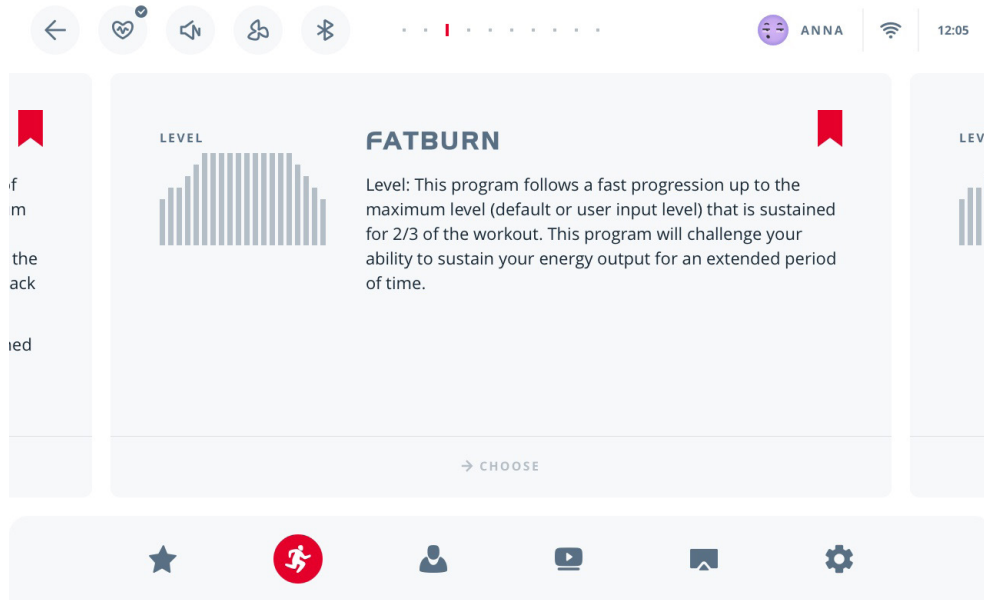 ANNA
12:05
LEVEL
FATBURN
Level: This program follows a fast progression up to the
maximum level (default or user input level) that is sustained
for 2/3 of the workout. This program will challenge your
ability to sustain your energy output for an extended period
of time.
the
CHOOSE